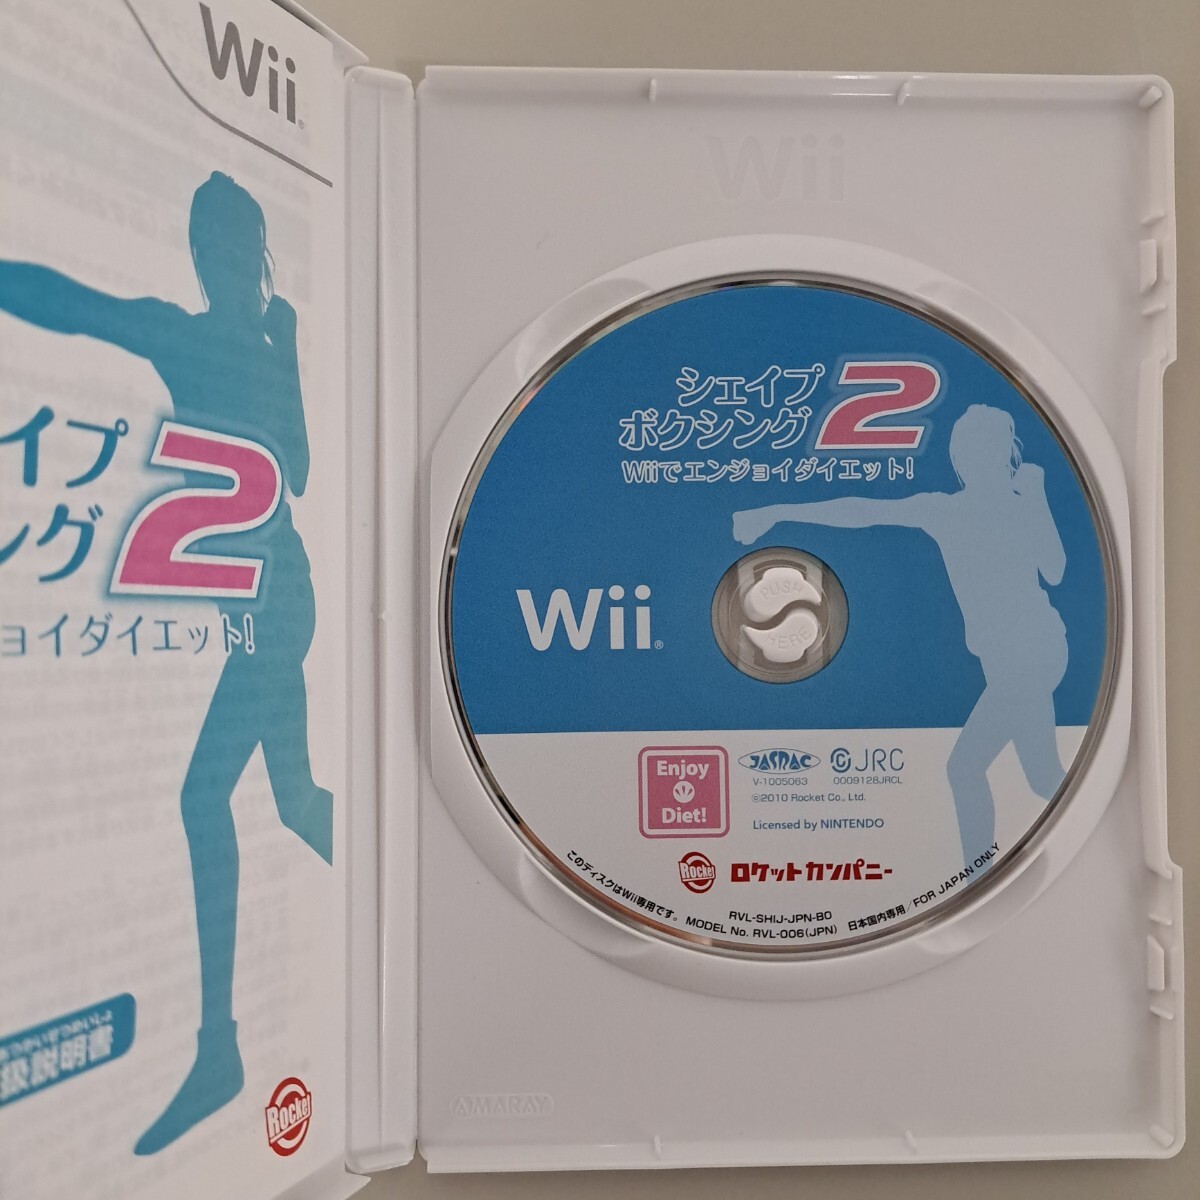 Wii
イプ
ング
2
ョイダイエット!
扱説明書
Rocket
Wii
シェイプ
ボクシング
2
Wiiでエンジョイダイエット!
Wii
PUSH
HERE
Enjoy
Diet!
JASRAC
V-1005063
JRC
0009128JRCL
©2010 Rocket Co., Ltd.
Licensed by NINTENDO
Rocket
ロケットカンパニー
このディスクはWii専用です。
RVL-SHIJ-JPN-B0
MODEL No. RVL-006(JPN)
日本国内専用/FOR JAPAN ONLY
AMARAY